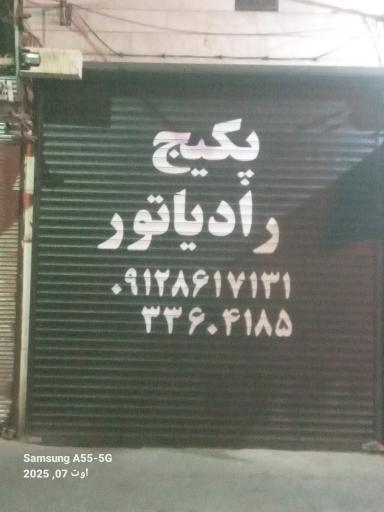 پکیج
رادیاتور
۰۹۱۲۸۶۱۷۱۳۱
۳۳۶۰۴۱۸۵
Samsung A55-5G
اوت 07, 2025